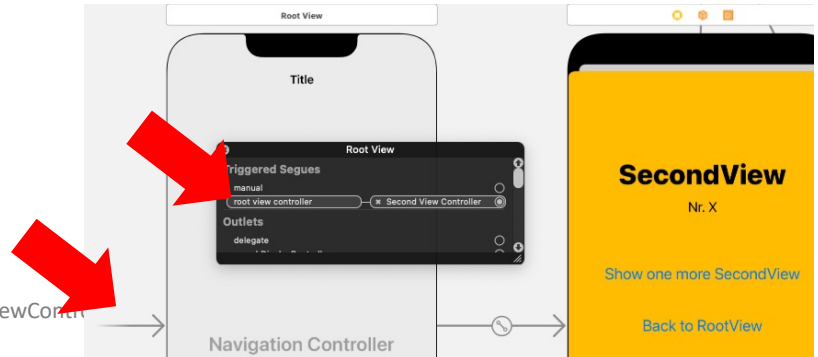 Root View
Title
Root View
Triggered Segues
manual
root view controller
Second View Controller
Outlets
delegate
SecondView
Nr. X
Show one more SecondView
Back to RootView
Navigation Controller